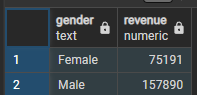 gender revenue
text numeric
1 Female 75191
2 Male 157890